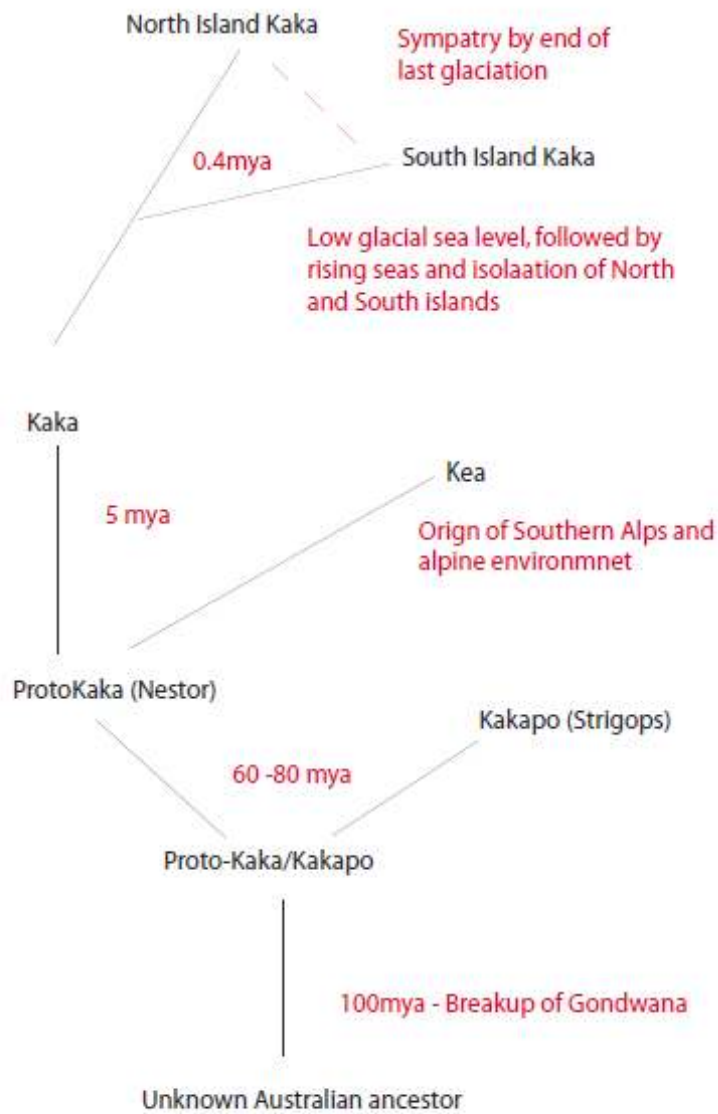 North Island Kaka
Sympatry by end of
last glaciation
0.4mya
South Island Kaka
Low glacial sea level, followed by
rising seas and isolaation of North
and South islands
Kaka
Kea
5 mya
Orign of Southern Alps and
alpine environmnet
ProtoKaka (Nestor)
Kakapo (Strigops)
60 -80 mya
Proto-Kaka/Kakapo
100mya - Breakup of Gondwana
Unknown Australian ancestor